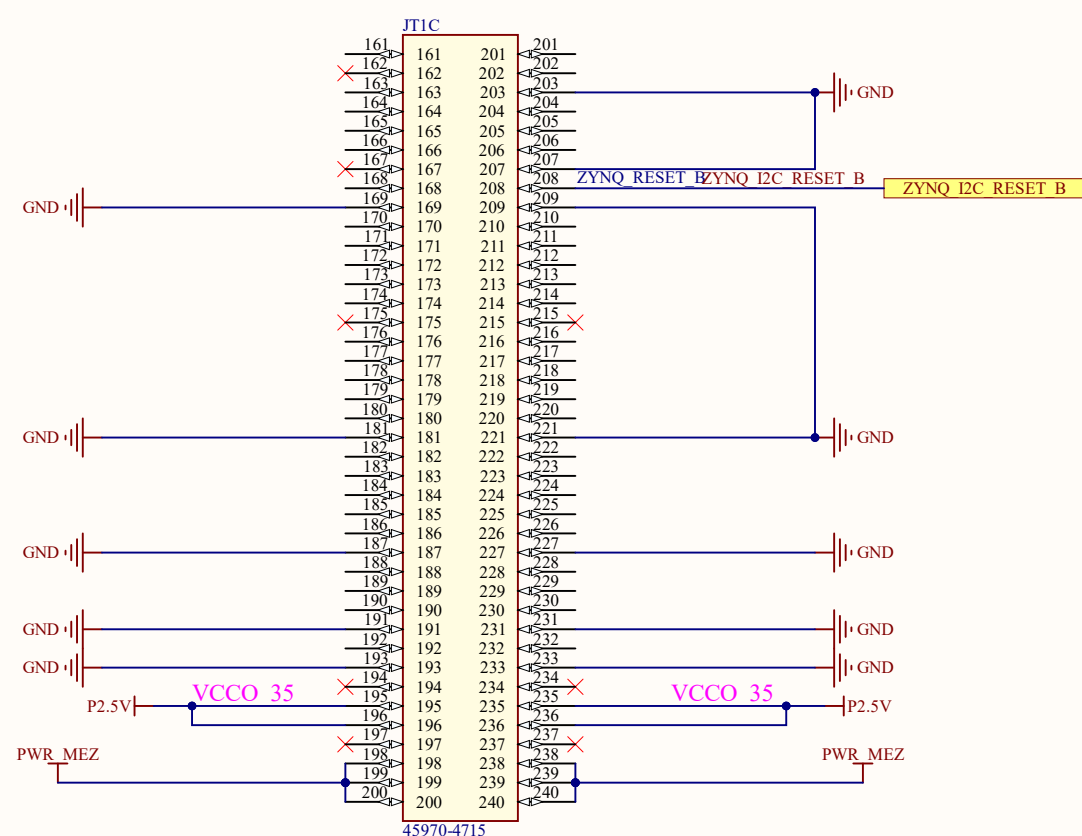 JT1C
161 161 201 201
162 162 202 202
163 163 203 203 GND
164 164 204 204
165 165 205 205
166 166 206 206
167 167 207 207
168 168 208 208 ZYNQ_RESET_B ZYNQ_I2C_RESET_B ZYNQ_I2C_RESET_B
GND 169 169 209 209
170 170 210 210
171 171 211 211
172 172 212 212
173 173 213 213
174 174 214 214
175 175 215 215
176 176 216 216
177 177 217 217
178 178 218 218
179 179 219 219
180 180 220 220
GND 181 181 221 221 GND
182 182 222 222
183 183 223 223
184 184 224 224
185 185 225 225
186 186 226 226
GND 187 187 227 227 GND
188 188 228 228
189 189 229 229
190 190 230 230
GND 191 191 231 231 GND
192 192 232 232
GND 193 193 233 233 GND
194 194 234 234
P2.5V VCCO_35 195 195 235 235 VCCO_35 P2.5V
196 196 236 236
197 197 237 237
PWR_MEZ 198 198 238 238 PWR_MEZ
199 199 239 239
200 200 240 240
45970-4715